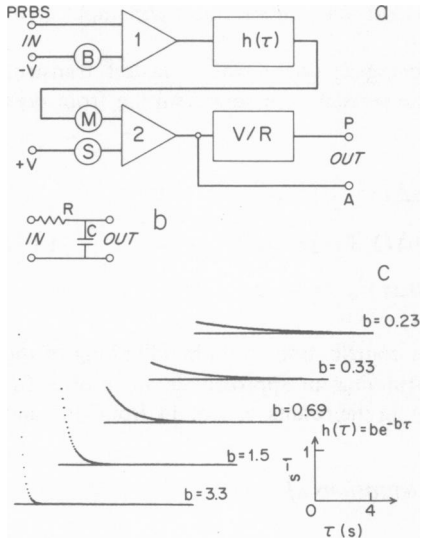 PRBS
a
IN
1
h(τ)
-V
B
M
2
V/R
P
OUT
+V
S
A
R
b
IN
C
OUT
c
b=0.23
b=0.33
b=0.69
h(τ)=be^-bτ
b=1.5
1
s^-1
b=3.3
0
4
τ(s)